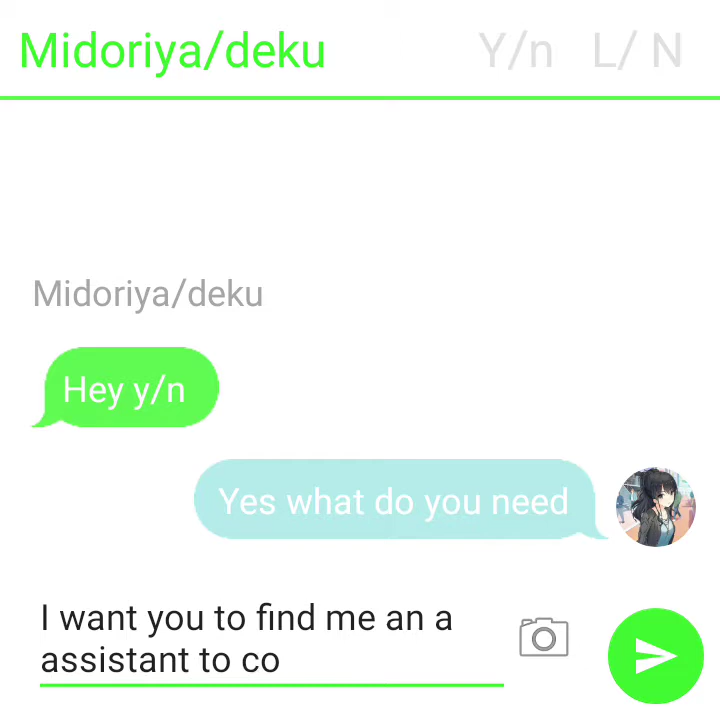 Midoriya/deku Y/n L/ N
Midoriya/deku
Hey y/n
Yes what do you need
I want you to find me an a
assistant to co